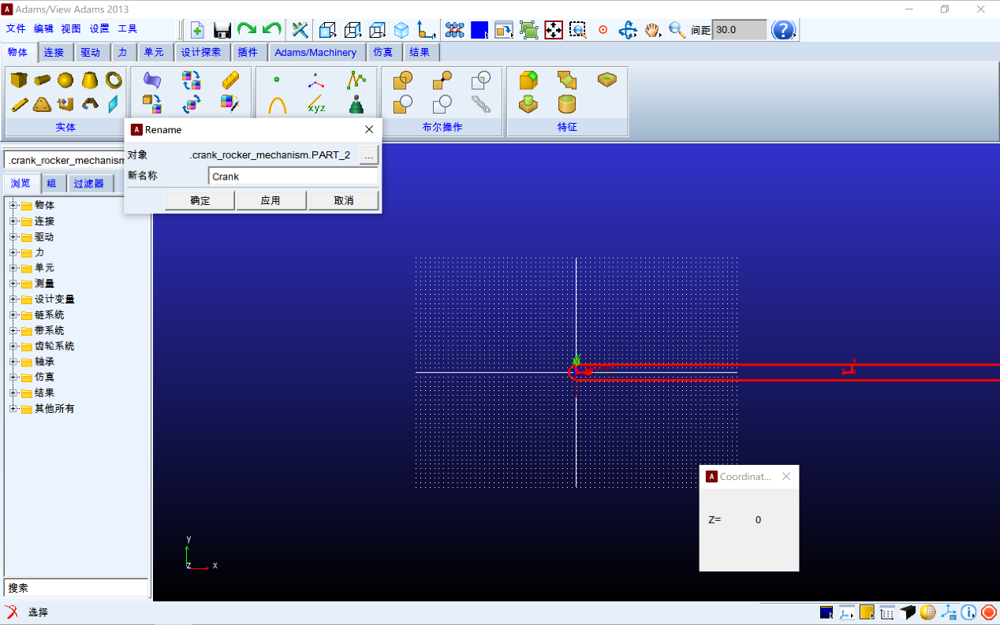 Adams/View Adams 2013
文件 编辑 视图 设置 工具
间距 30.0
物体 连接 驱动 力 单元 设计探索 插件 Adams/Machinery 仿真 结果
xyz
实体 布尔操作 特征
Rename
对象 .crank_rocker_mechanism.PART_2 ...
新名称 Crank
确定 应用 取消
.crank_rocker_mechanism
浏览 组 过滤器
物体
连接
驱动
力
单元
测量
设计变量
链系统
带系统
齿轮系统
轴承
仿真
结果
其他所有
Coordinat...
Z= 0
y
z x
搜索
选择